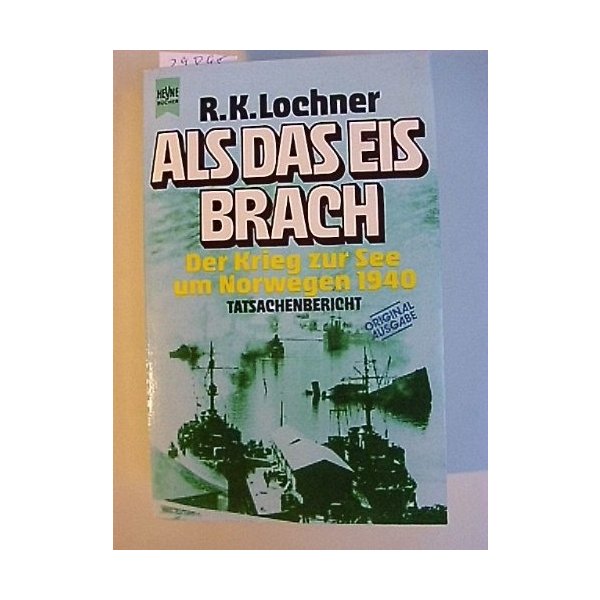 HEYNE
BÜCHER
R.K.Lochner
ALS DAS EIS
BRACH
Der Krieg zur See
um Norwegen 1940
TATSACHENBERICHT
ORIGINAL
AUSGABE